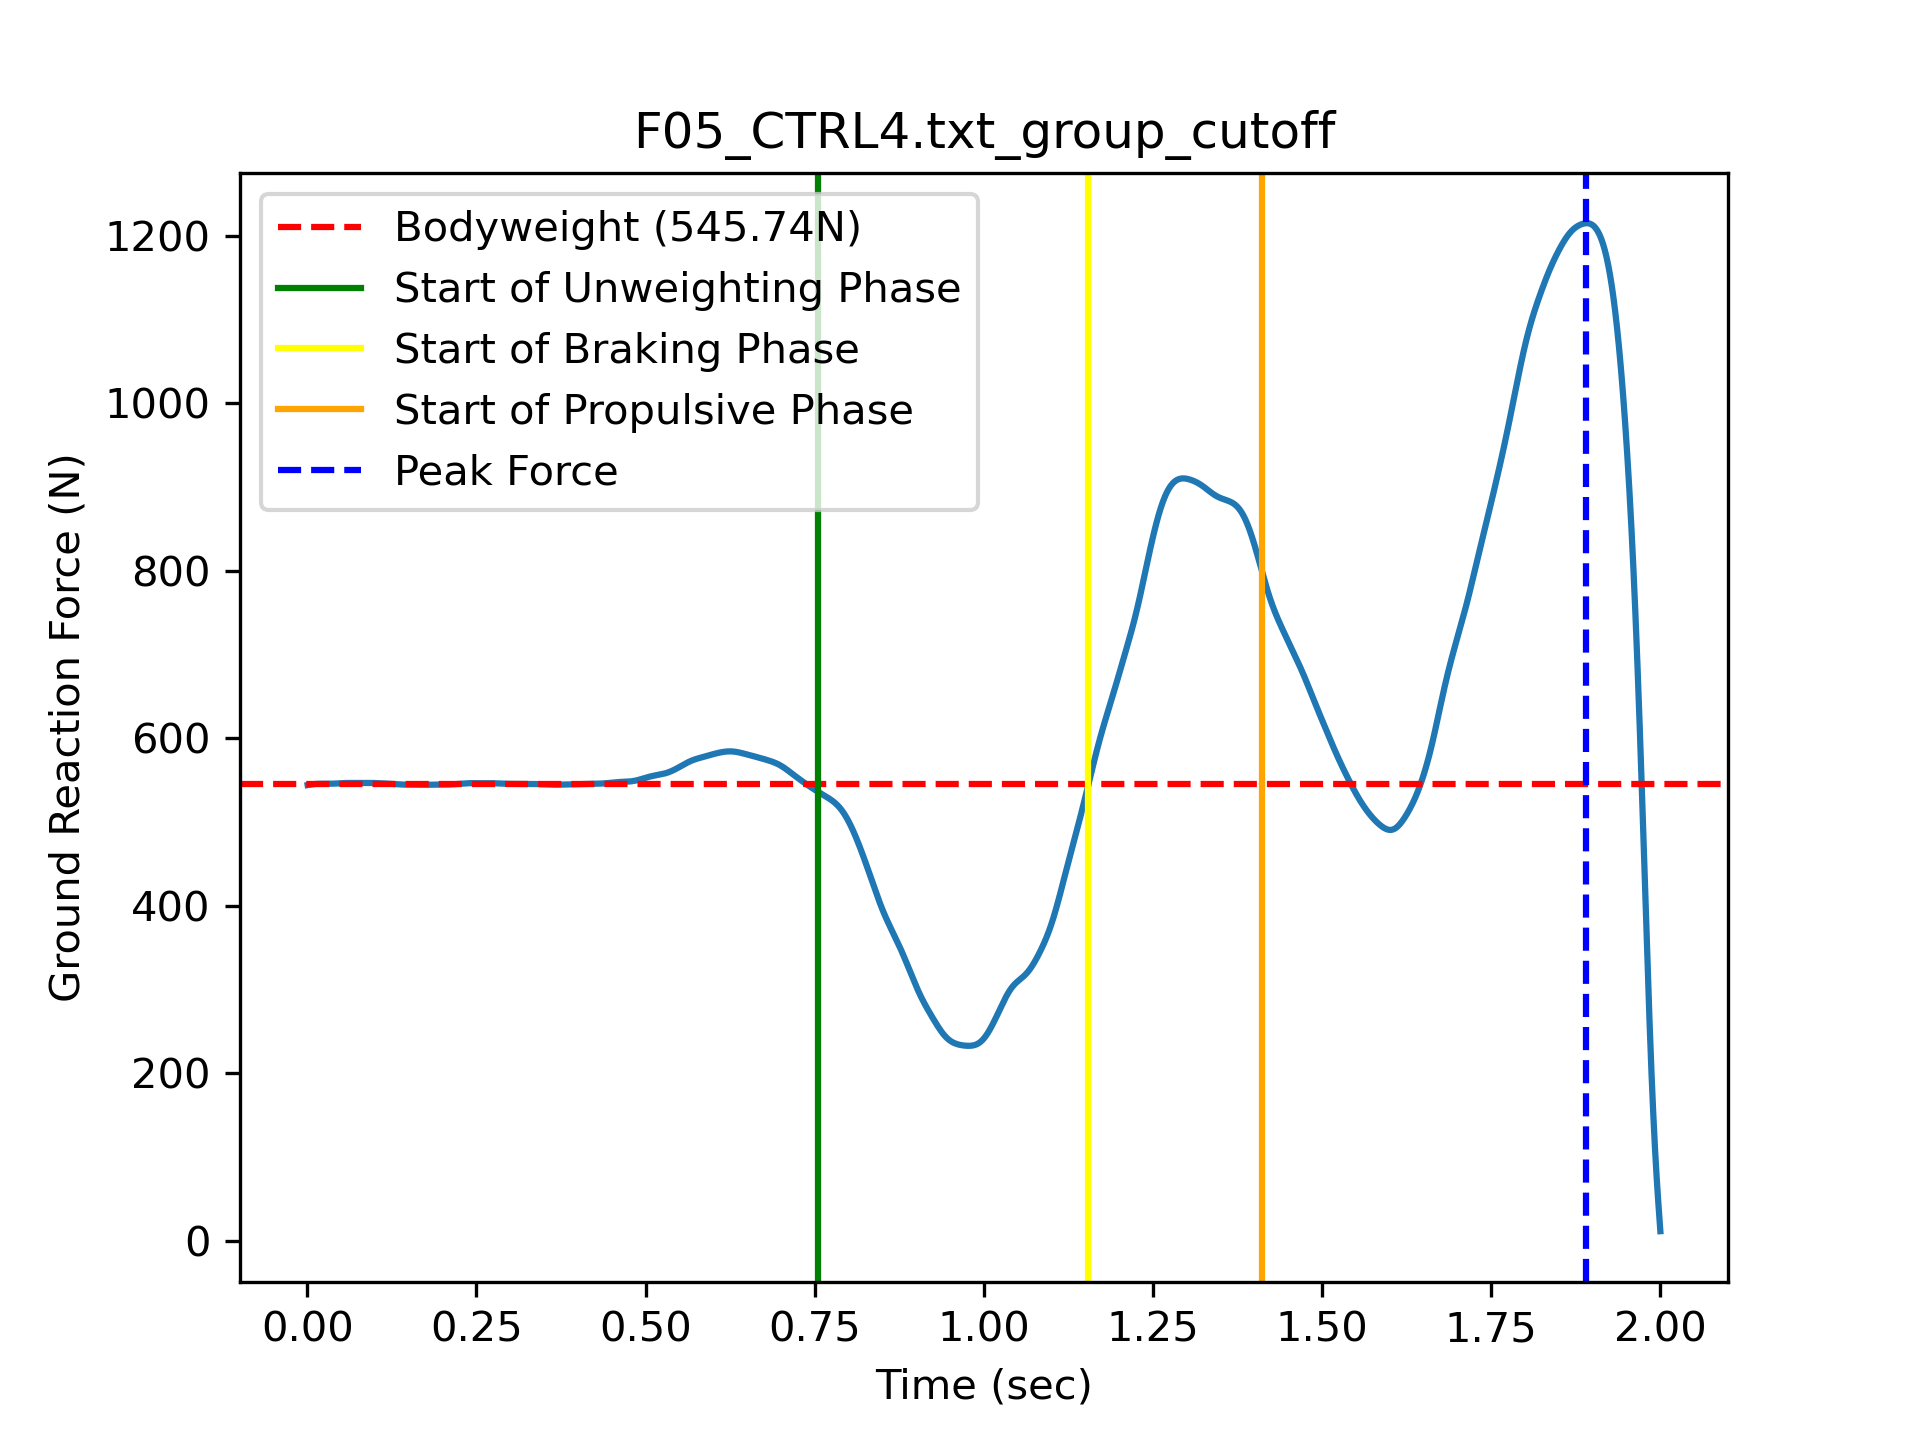 F05_CTRL4.txt_group_cutoff
Bodyweight (545.74N)
Start of Unweighting Phase
Start of Braking Phase
Start of Propulsive Phase
Peak Force
Ground Reaction Force (N)
1200
1000
800
600
400
200
0
0.00 0.25 0.50 0.75 1.00 1.25 1.50 1.75 2.00
Time (sec)